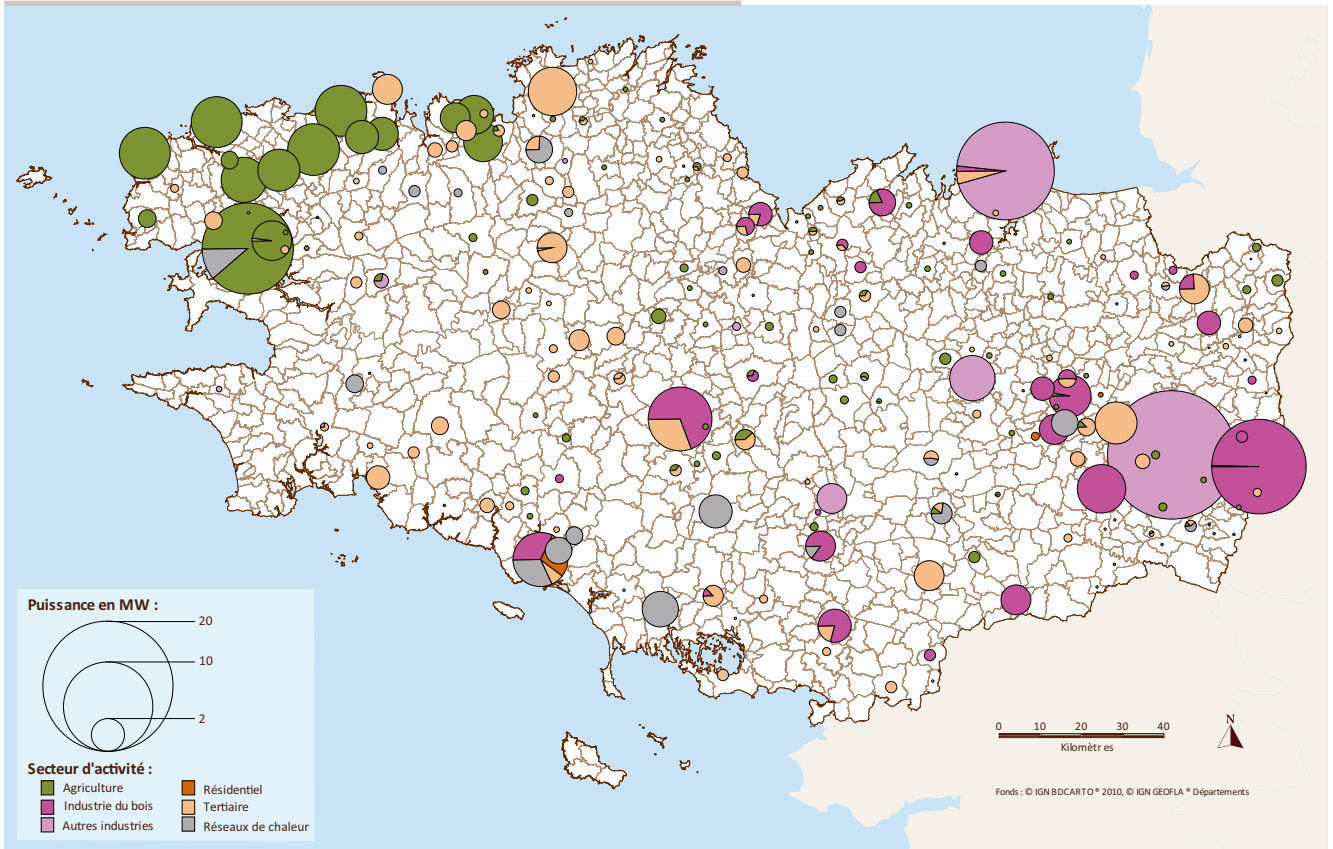 Puissance en MW :
20
10
2
Secteur d'activité :
Agriculture
Industrie du bois
Autres industries
Résidentiel
Tertiaire
Réseaux de chaleur
0 10 20 30 40
Kilomètr es
N
Fonds : © IGN BDCARTO ® 2010, © IGN GEOFLA ® Départements